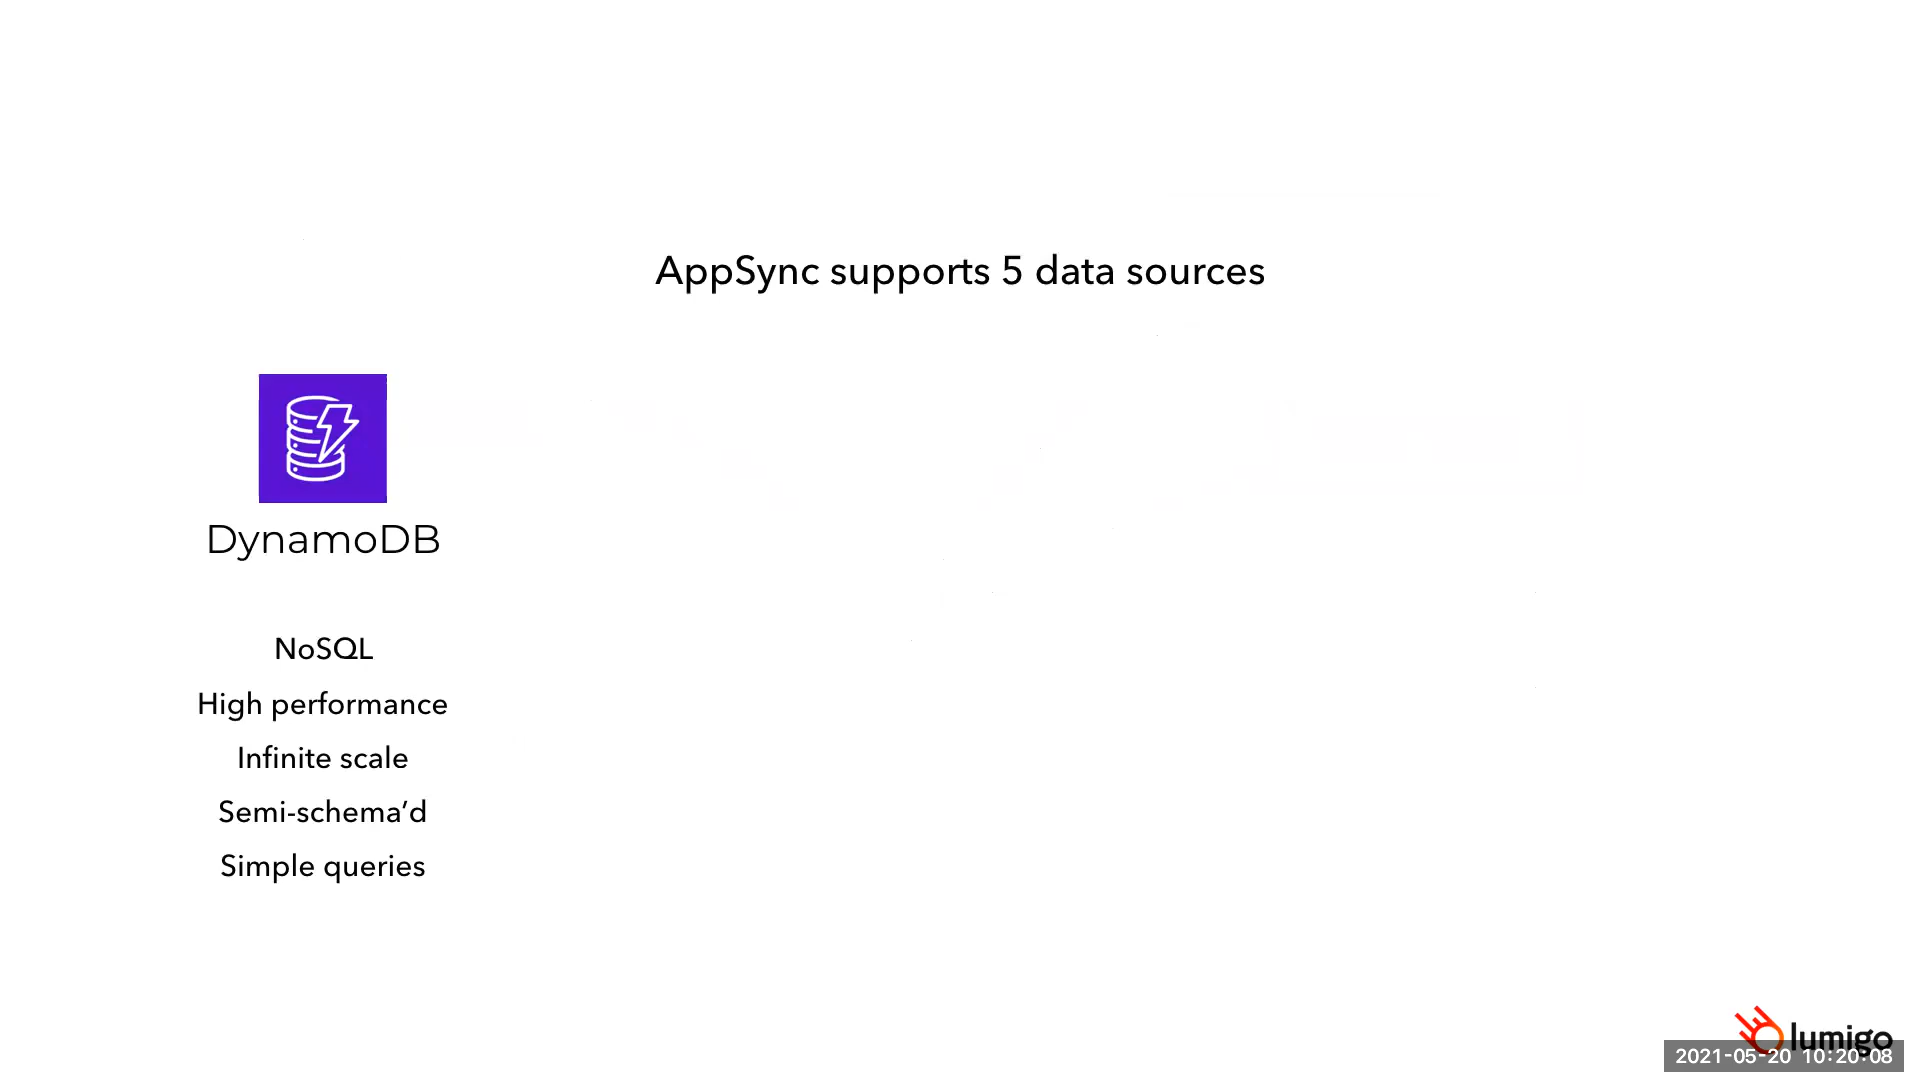 AppSync supports 5 data sources
DynamoDB
NoSQL
High performance
Infinite scale
Semi-schema’d
Simple queries
lumigo
2021-05-20 10:20:08